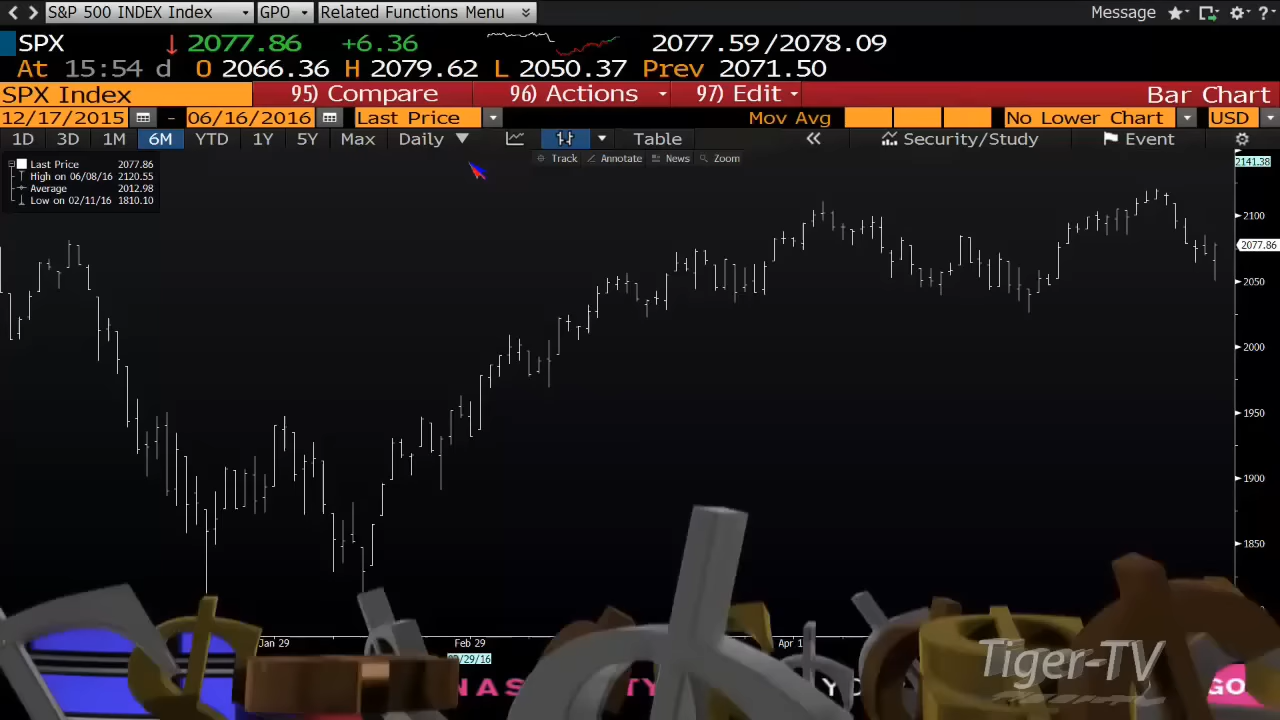 S&P 500 INDEX Index GPO Related Functions Menu Message ?
SPX 2077.86 +6.36 2077.59/2078.09
At 15:54 d O 2066.36 H 2079.62 L 2050.37 Prev 2071.50
SPX Index 95) Compare 96) Actions 97) Edit Bar Chart
12/17/2015 - 06/16/2016 Last Price Mov Avg No Lower Chart USD
1D 3D 1M 6M YTD 1Y 5Y Max Daily Table Security/Study Event
Track Annotate News Zoom
Last Price 2077.86
High on 06/08/16 2120.55
Average 2012.98
Low on 02/11/16 1810.10
2141.38
2100
2077.86
2050
2000
1950
1900
1850
Jan 29 Feb 29 Apr 1
Tiger-TV
NAS TY GO